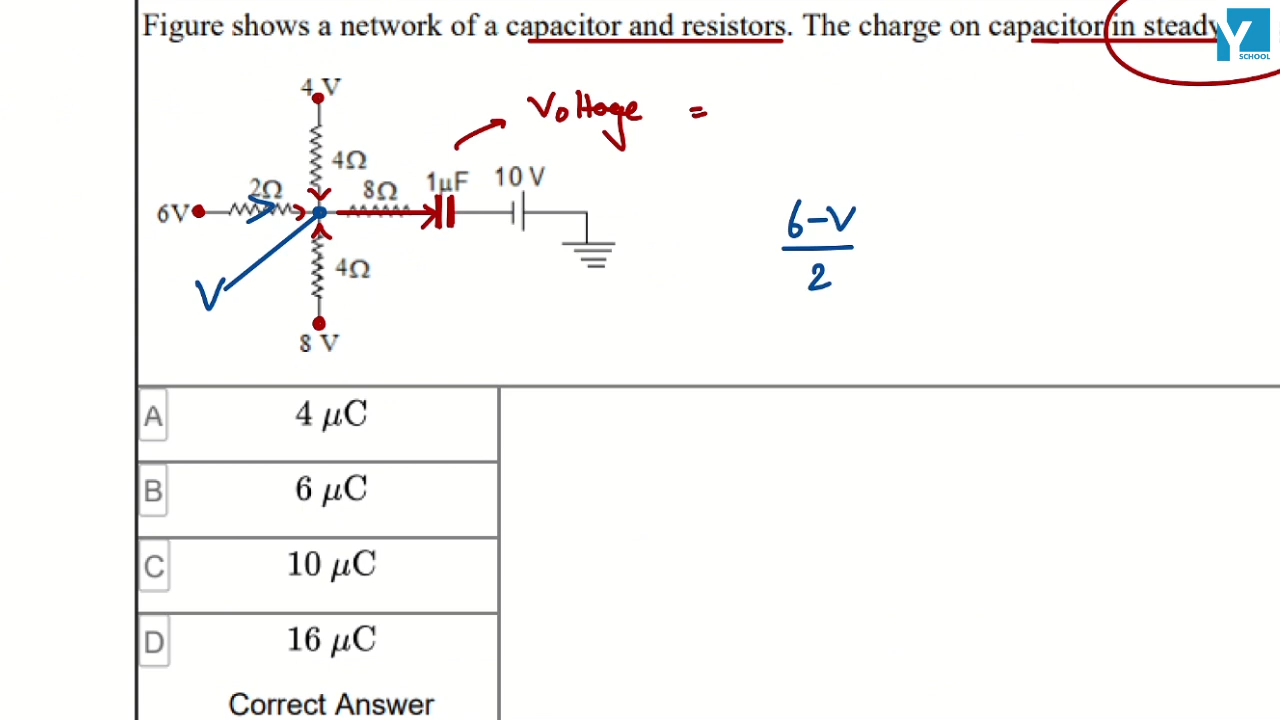 Figure shows a network of a capacitor and resistors. The charge on capacitor in steady
Y SCHOOL
4 V
Voltage =
4Ω
2Ω 8Ω 1μF 10 V
6V
6-V
2
4Ω
V
8 V
A 4 μC
B 6 μC
C 10 μC
D 16 μC
Correct Answer